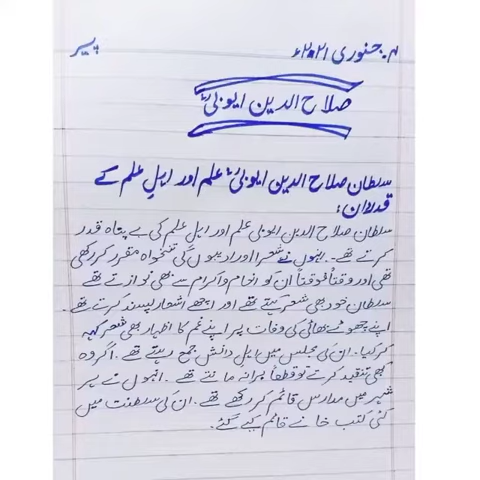 ۴.جنوری ۲۰۲۱ء پیر
صلاح الدین ایوبیؒ
سلطان صلاح الدین ایوبیؒ علم اور اہلِ علم کے
قدردان:
سلطان صلاح الدین ایوبی علم اور اہلِ علم کی بے پناہ قدر
کرتے تھے۔ انہوں نے شعرا اور ادیبوں کی تنخواہ مقرر کر رکھی
تھی اور وقتاً فوقتاً ان کو انعام و اکرام سے بھی نوازتے تھے
سلطان خود بھی شعر کہتے تھے اور اچھے اشعار پسند کرتے تھے۔
اپنے چھوٹے بھائی کی وفات پر اپنے غم کا اظہار بھی شعر کہہ
کر کیا۔ ان کی مجلس میں اہلِ دانش جمع رہتے تھے۔ اگر وہ
کبھی تنقید کرتے تو قطعاً برا نہ مانتے تھے۔ انہوں نے ہر
شہر میں مدارس قائم کر رکھے تھے۔ ان کی سلطنت میں
کئی کتب خانے قائم کیے گئے۔